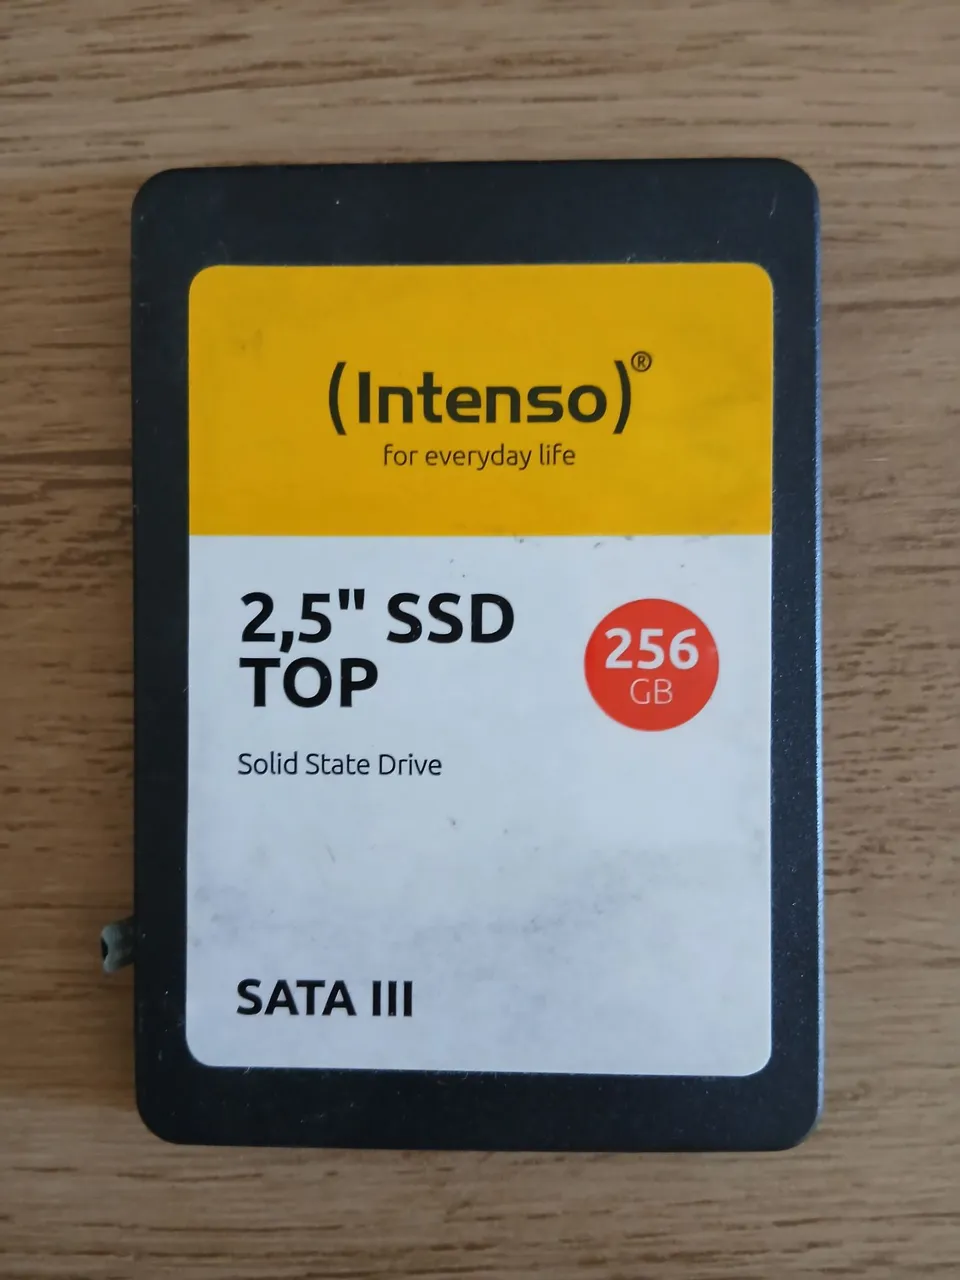 (Intenso)®
for everyday life
2,5" SSD
TOP
256
GB
Solid State Drive
SATA III